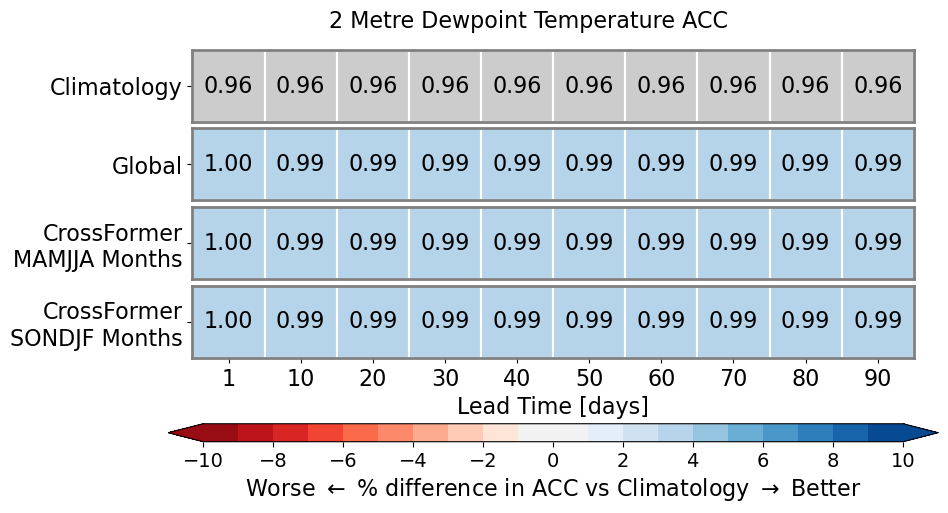 2 Metre Dewpoint Temperature ACC
Climatology 0.96 0.96 0.96 0.96 0.96 0.96 0.96 0.96 0.96 0.96
Global 1.00 0.99 0.99 0.99 0.99 0.99 0.99 0.99 0.99 0.99
CrossFormer
MAMJJA Months 1.00 0.99 0.99 0.99 0.99 0.99 0.99 0.99 0.99 0.99
CrossFormer
SONDJF Months 1.00 0.99 0.99 0.99 0.99 0.99 0.99 0.99 0.99 0.99
1 10 20 30 40 50 60 70 80 90
Lead Time [days]
−10 −8 −6 −4 −2 0 2 4 6 8 10
Worse ← % difference in ACC vs Climatology → Better